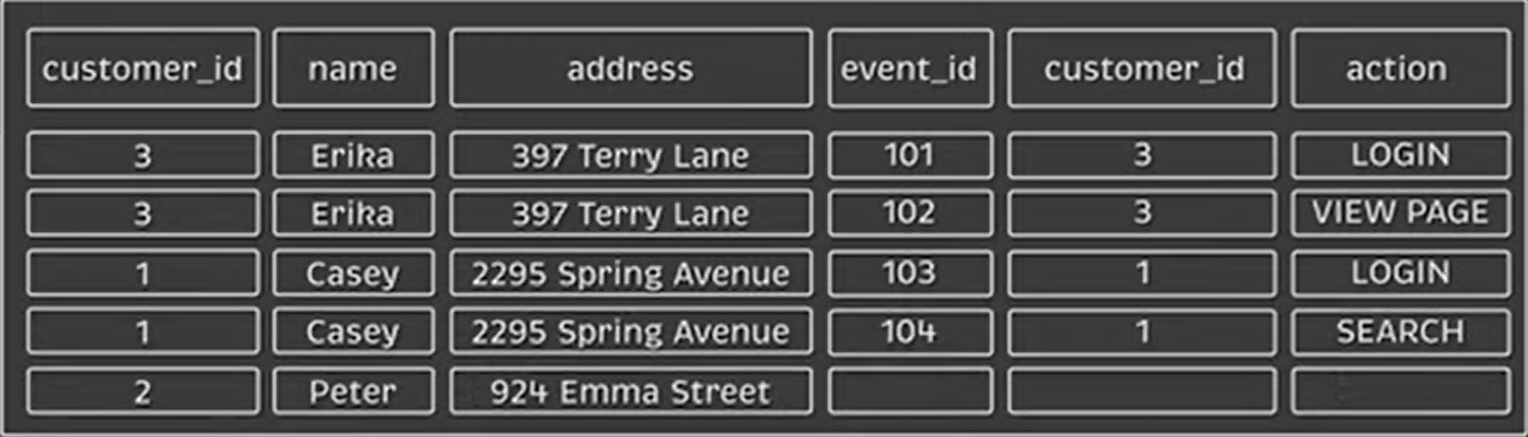 customer_id name address event_id customer_id action
3 Erika 397 Terry Lane 101 3 LOGIN
3 Erika 397 Terry Lane 102 3 VIEW PAGE
1 Casey 2295 Spring Avenue 103 1 LOGIN
1 Casey 2295 Spring Avenue 104 1 SEARCH
2 Peter 924 Emma Street